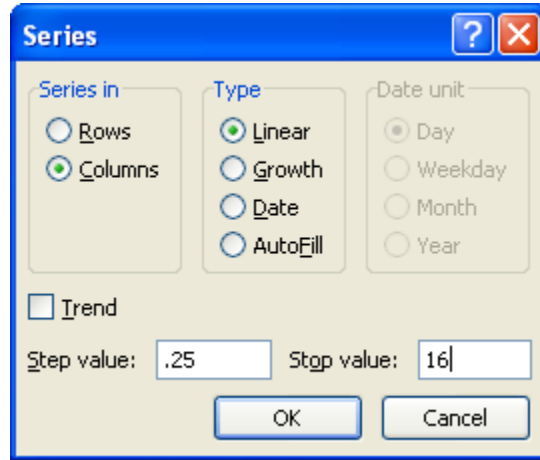 Series
Series in
Type
Date unit
Rows
Linear
Day
Columns
Growth
Weekday
Date
Month
AutoFill
Year
Trend
Step value: .25 Stop value: 16
OK Cancel